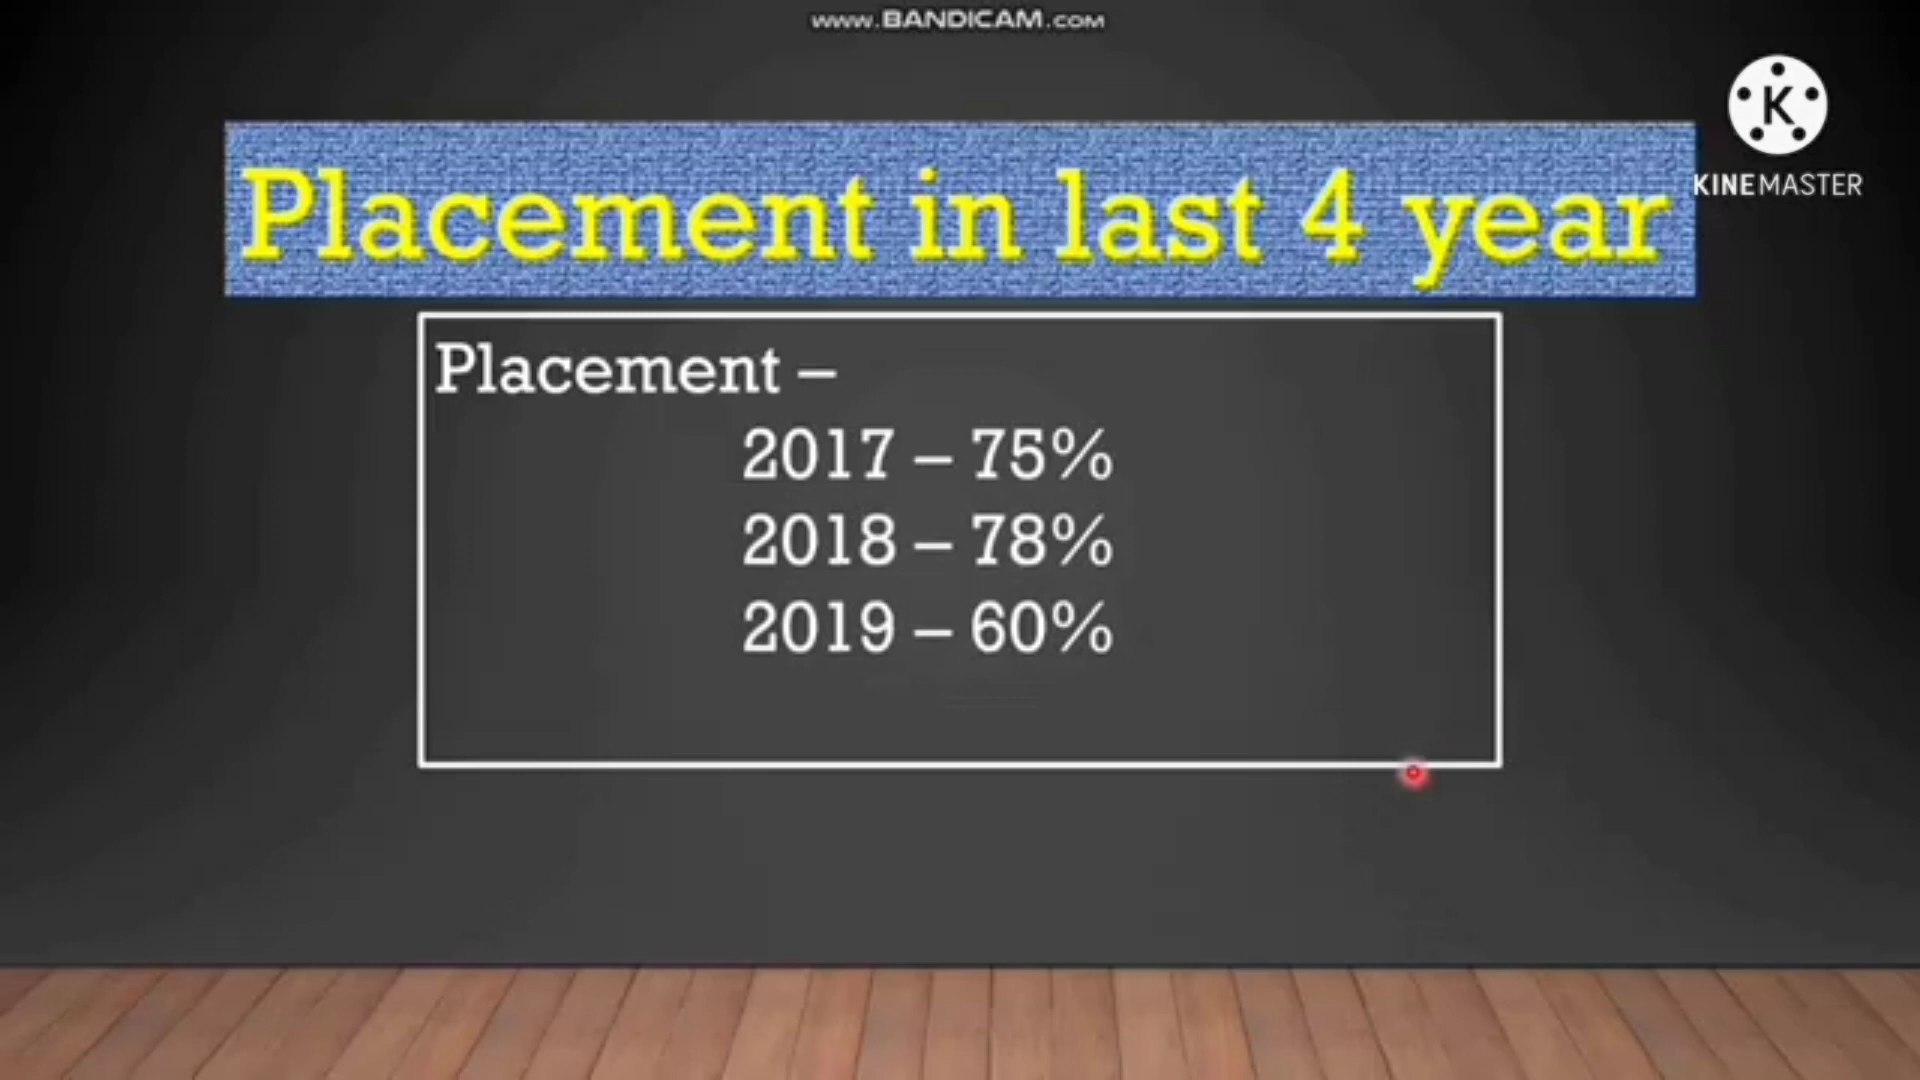 www.BANDICAM.com
KINEMASTER
Placement in last 4 year
Placement –
2017 – 75%
2018 – 78%
2019 – 60%